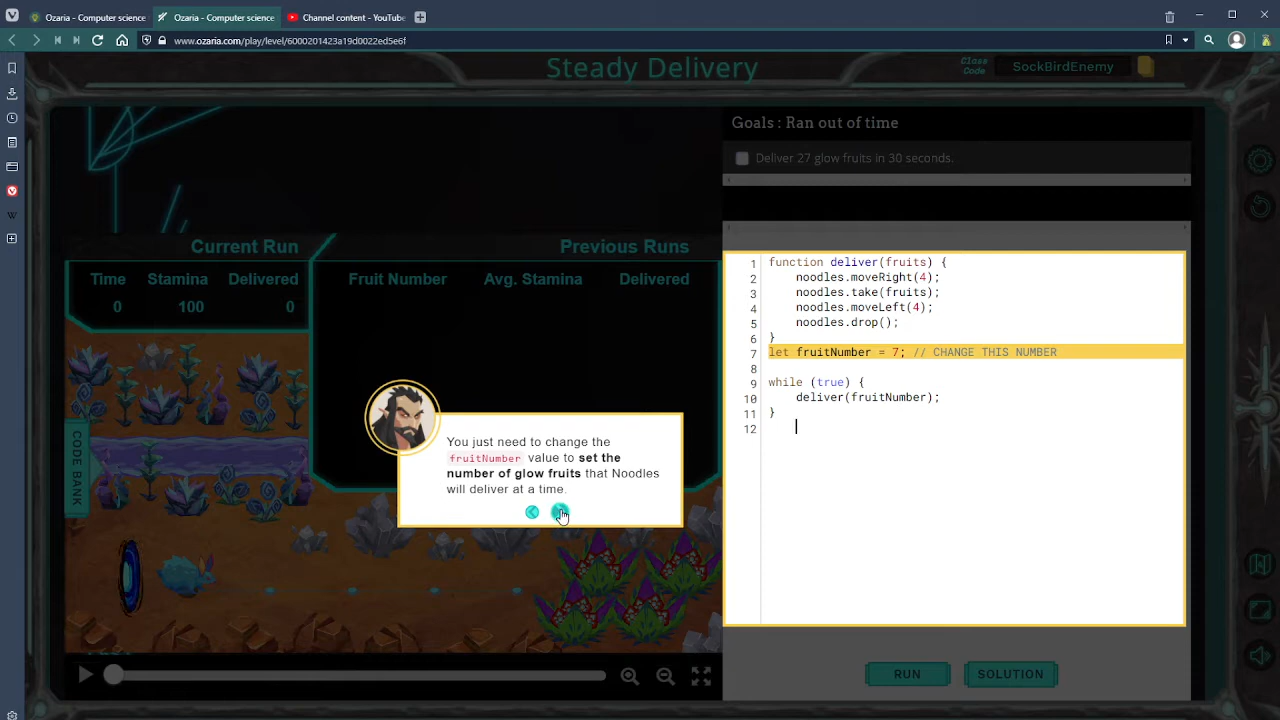 Ozaria - Computer science
Ozaria - Computer science
Channel content - YouTube
www.ozaria.com/play/level/6000201423a19d0022ed5e6f
Steady Delivery
Class Code
SockBirdEnemy
Goals : Ran out of time
Deliver 27 glow fruits in 30 seconds.
Current Run
Previous Runs
Time
Stamina
Delivered
Fruit Number
Avg. Stamina
Delivered
0
100
0
CODE BANK
You just need to change the
fruitNumber value to set the
number of glow fruits that Noodles
will deliver at a time.
1 function deliver(fruits) {
2 noodles.moveRight(4);
3 noodles.take(fruits);
4 noodles.moveLeft(4);
5 noodles.drop();
6 }
7 let fruitNumber = 7; // CHANGE THIS NUMBER
8
9 while (true) {
10 deliver(fruitNumber);
11 }
12
RUN
SOLUTION